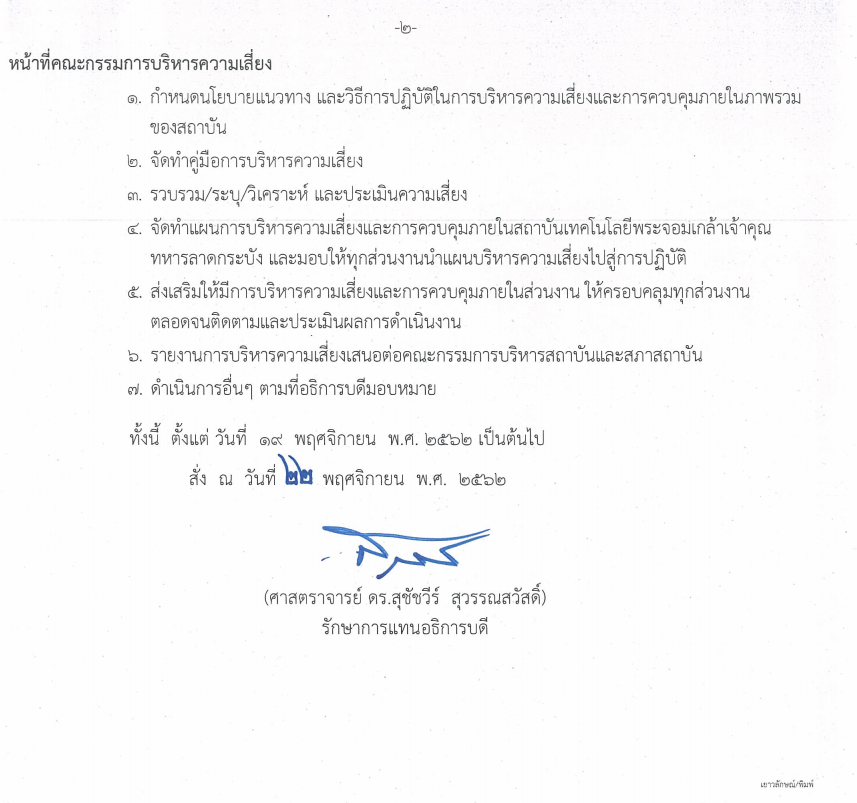 -๒-
หน้าที่คณะกรรมการบริหารความเสี่ยง
๑. กำหนดนโยบายแนวทาง และวิธีการปฏิบัติในการบริหารความเสี่ยงและการควบคุมภายในภาพรวม
ของสถาบัน
๒. จัดทำคู่มือการบริหารความเสี่ยง
๓. รวบรวม/ระบุ/วิเคราะห์ และประเมินความเสี่ยง
๔. จัดทำแผนการบริหารความเสี่ยงและการควบคุมภายในสถาบันเทคโนโลยีพระจอมเกล้าเจ้าคุณ
ทหารลาดกระบัง และมอบให้ทุกส่วนงานนำแผนบริหารความเสี่ยงไปสู่การปฏิบัติ
๕. ส่งเสริมให้มีการบริหารความเสี่ยงและการควบคุมภายในส่วนงาน ให้ครอบคลุมทุกส่วนงาน
ตลอดจนติดตามและประเมินผลการดำเนินงาน
๖. รายงานการบริหารความเสี่ยงเสนอต่อคณะกรรมการบริหารสถาบันและสภาสถาบัน
๗. ดำเนินการอื่นๆ ตามที่อธิการบดีมอบหมาย
ทั้งนี้ ตั้งแต่ วันที่ ๑๙ พฤศจิกายน พ.ศ. ๒๕๖๒ เป็นต้นไป
สั่ง ณ วันที่ ๒๒ พฤศจิกายน พ.ศ. ๒๕๖๒
(ศาสตราจารย์ ดร.สุชัชวีร์ สุวรรณสวัสดิ์)
รักษาการแทนอธิการบดี
เยาวลักษณ์/พิมพ์